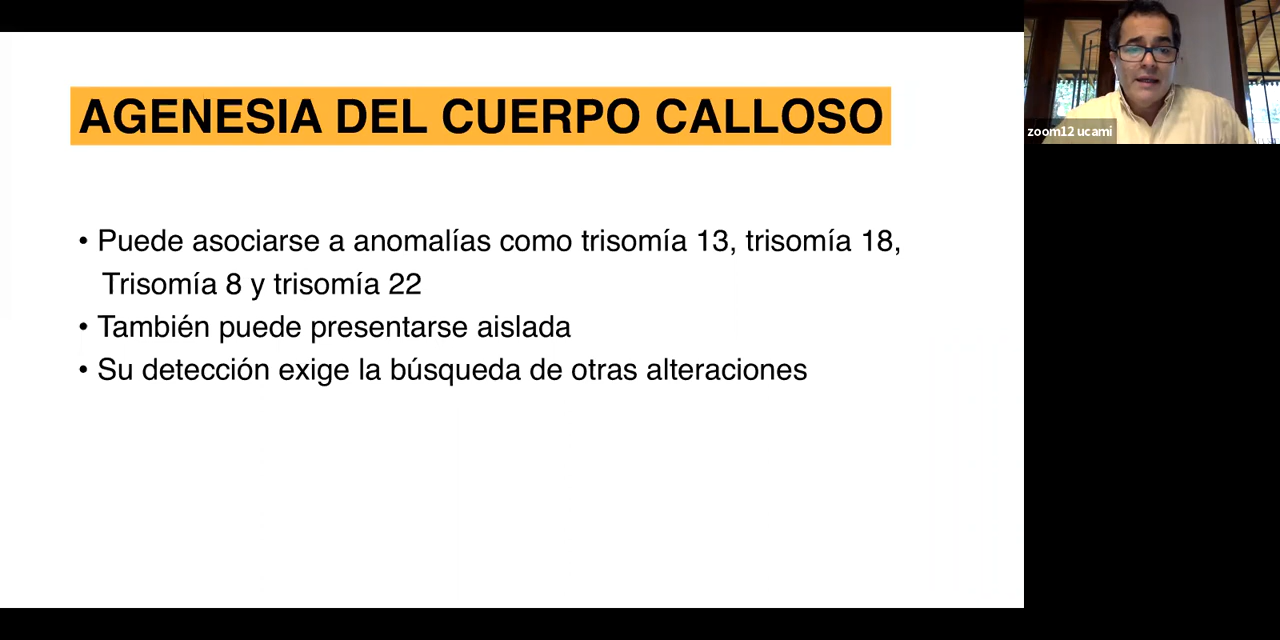 AGENESIA DEL CUERPO CALLOSO
• Puede asociarse a anomalías como trisomía 13, trisomía 18,
Trisomía 8 y trisomía 22
• También puede presentarse aislada
• Su detección exige la búsqueda de otras alteraciones
zoom12 ucami